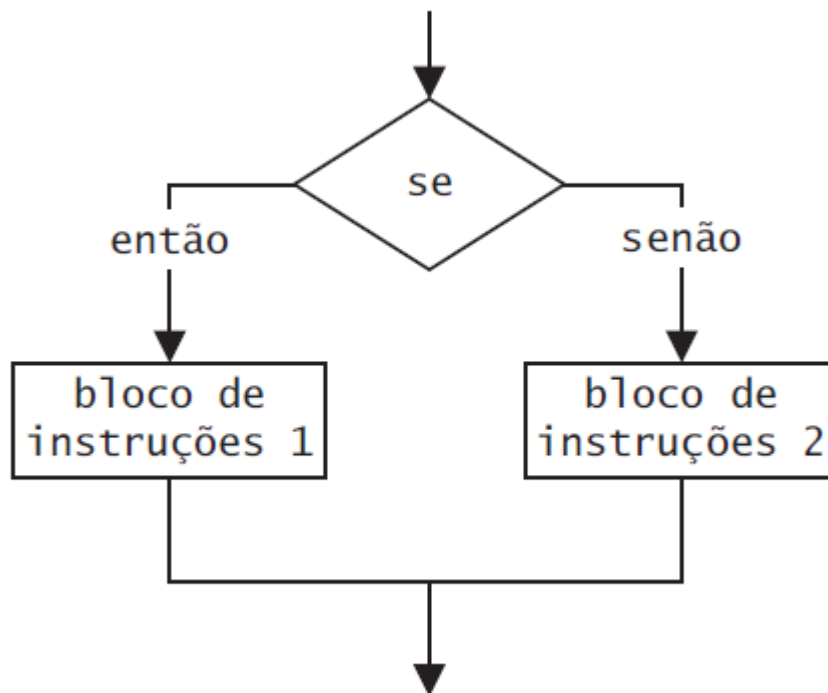 se
então
senão
bloco de
instruções 1
bloco de
instruções 2